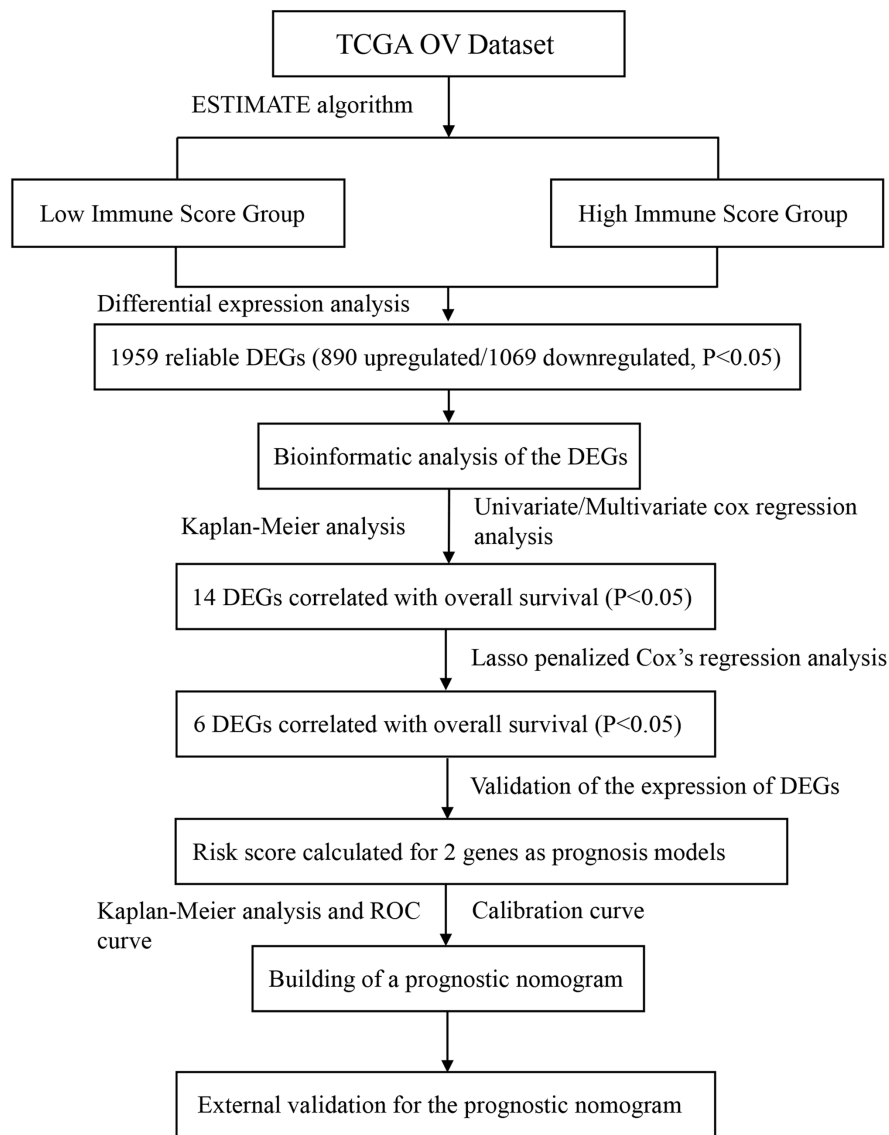 TCGA OV Dataset
ESTIMATE algorithm
Low Immune Score Group
High Immune Score Group
Differential expression analysis
1959 reliable DEGs (890 upregulated/1069 downregulated, P<0.05)
Bioinformatic analysis of the DEGs
Kaplan-Meier analysis
Univariate/Multivariate cox regression
analysis
14 DEGs correlated with overall survival (P<0.05)
Lasso penalized Cox’s regression analysis
6 DEGs correlated with overall survival (P<0.05)
Validation of the expression of DEGs
Risk score calculated for 2 genes as prognosis models
Kaplan-Meier analysis and ROC
curve
Calibration curve
Building of a prognostic nomogram
External validation for the prognostic nomogram